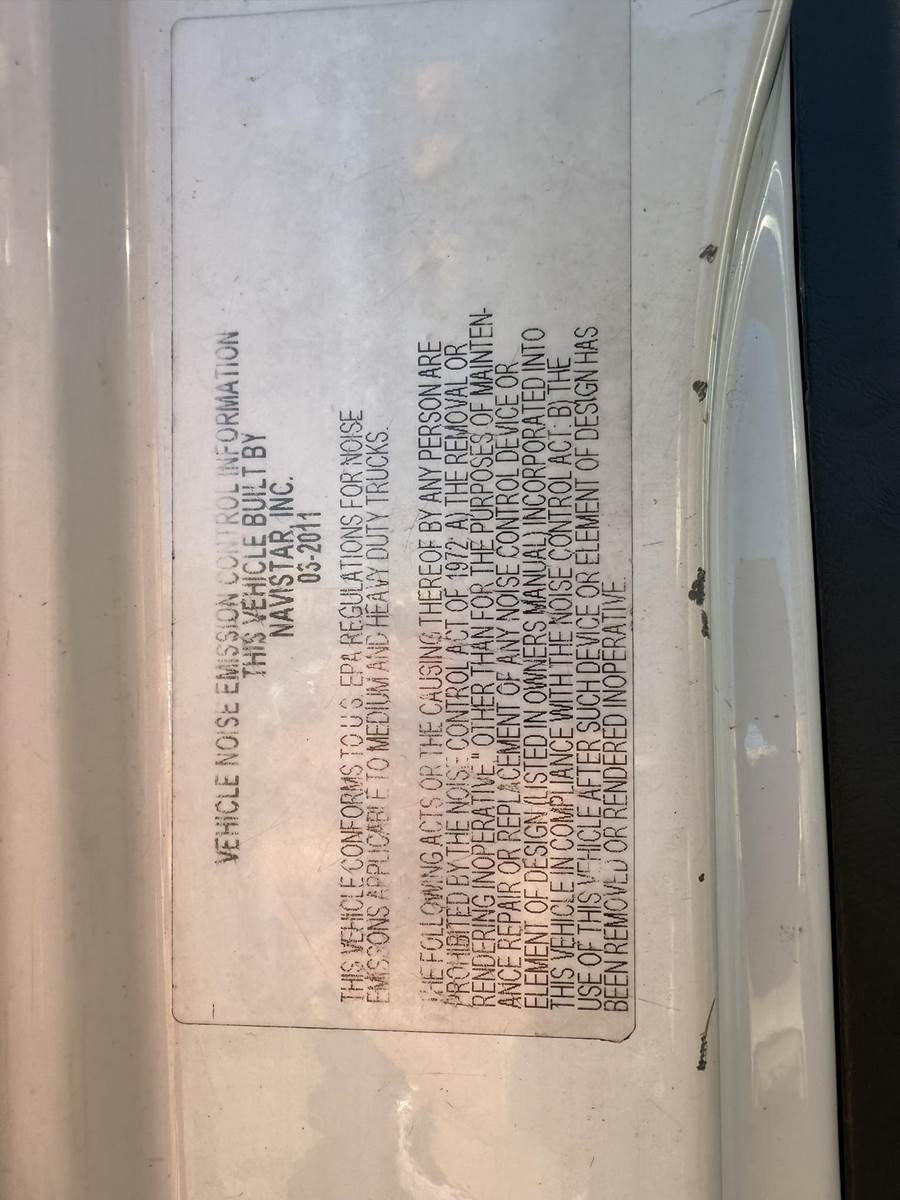 VEHICLE NOISE EMISSION CONTROL INFORMATION
THIS VEHICLE BUILT BY
NAVISTAR, INC.
03-2011
THIS VEHICLE CONFORMS TO U.S. EPA REGULATIONS FOR NOISE
EMISSONS APPLICABLE TO MEDIUM AND HEAVY DUTY TRUCKS.
THE FOLLOWING ACTS OR THE CAUSING THEREOF BY ANY PERSON ARE
PROHIBITED BY THE NOISE CONTROL ACT OF 1972: A) THE REMOVAL OR
RENDERING INOPERATIVE," OTHER THAN FOR THE PURPOSES OF MAINTEN-
ANCE REPAIR OR REPLACEMENT OF ANY NOISE CONTROL DEVICE OR
ELEMENT OF DESIGN (LISTED IN OWNERS MANUAL) INCORPORATED INTO
THIS VEHICLE IN COMPLIANCE WITH THE NOISE CONTROL ACT: B) THE
USE OF THIS VEHICLE AFTER SUCH DEVICE OR ELEMENT OF DESIGN HAS
BEEN REMOVED OR RENDERED INOPERATIVE.